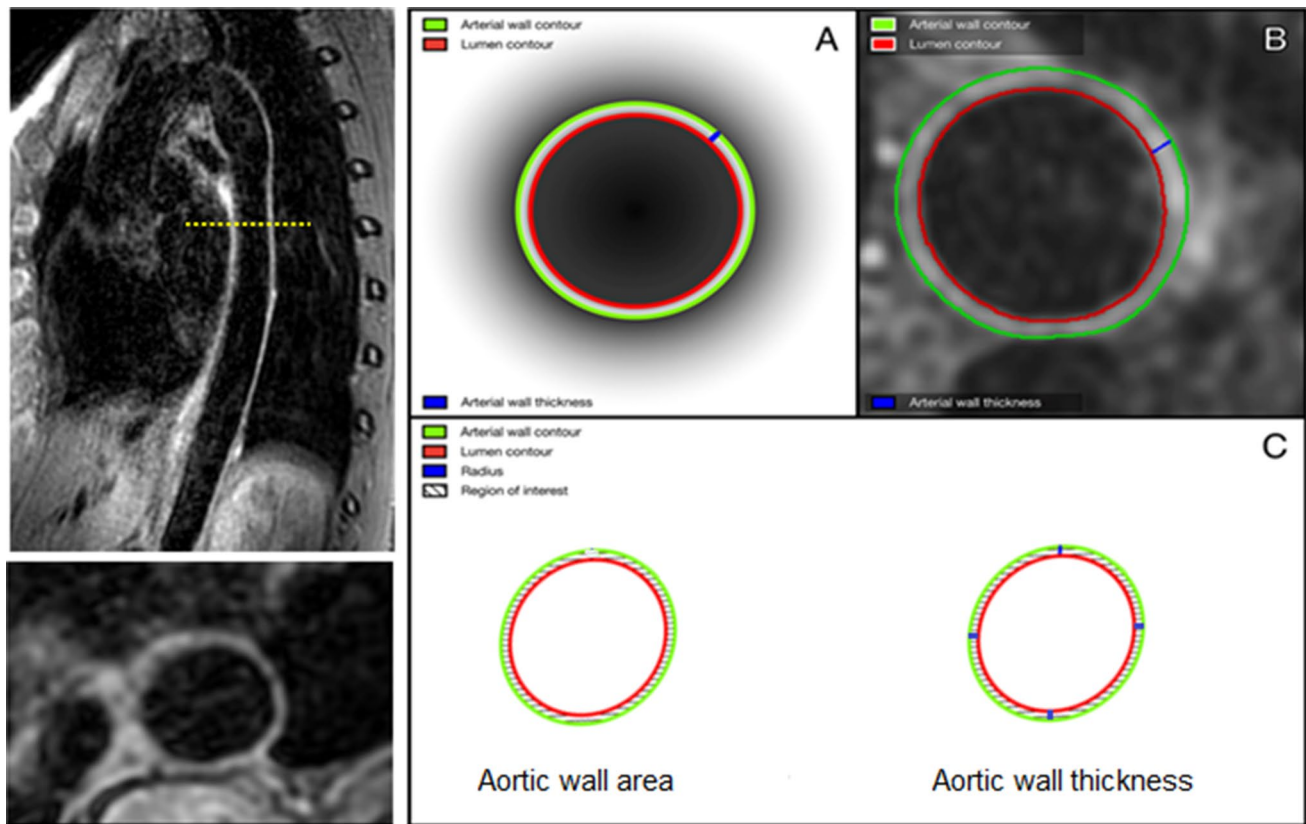 Arterial wall contour
Lumen contour
A
Arterial wall thickness
Arterial wall contour
Lumen contour
B
Arterial wall thickness
Arterial wall contour
Lumen contour
Radius
Region of interest
C
Aortic wall area
Aortic wall thickness